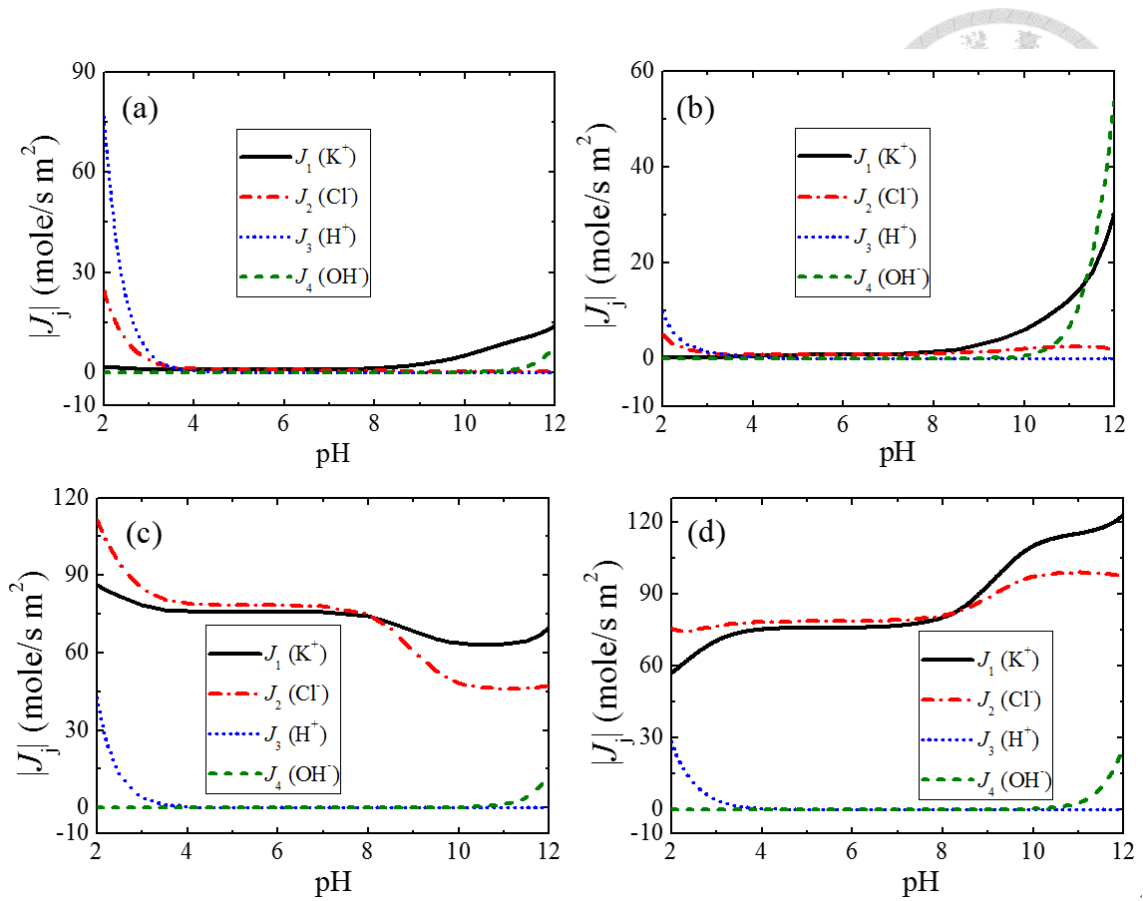 (a)
90
60
30
0
-10
|J_j| (mole/s m²)
J₁ (K⁺)
J₂ (Cl⁻)
J₃ (H⁺)
J₄ (OH⁻)
2 4 6 8 10 12
pH
(b)
60
40
20
0
-10
|J_j| (mole/s m²)
J₁ (K⁺)
J₂ (Cl⁻)
J₃ (H⁺)
J₄ (OH⁻)
2 4 6 8 10 12
pH
(c)
120
90
60
30
0
-10
|J_j| (mole/s m²)
J₁ (K⁺)
J₂ (Cl⁻)
J₃ (H⁺)
J₄ (OH⁻)
2 4 6 8 10 12
pH
(d)
120
90
60
30
0
-10
|J_j| (mole/s m²)
J₁ (K⁺)
J₂ (Cl⁻)
J₃ (H⁺)
J₄ (OH⁻)
2 4 6 8 10 12
pH